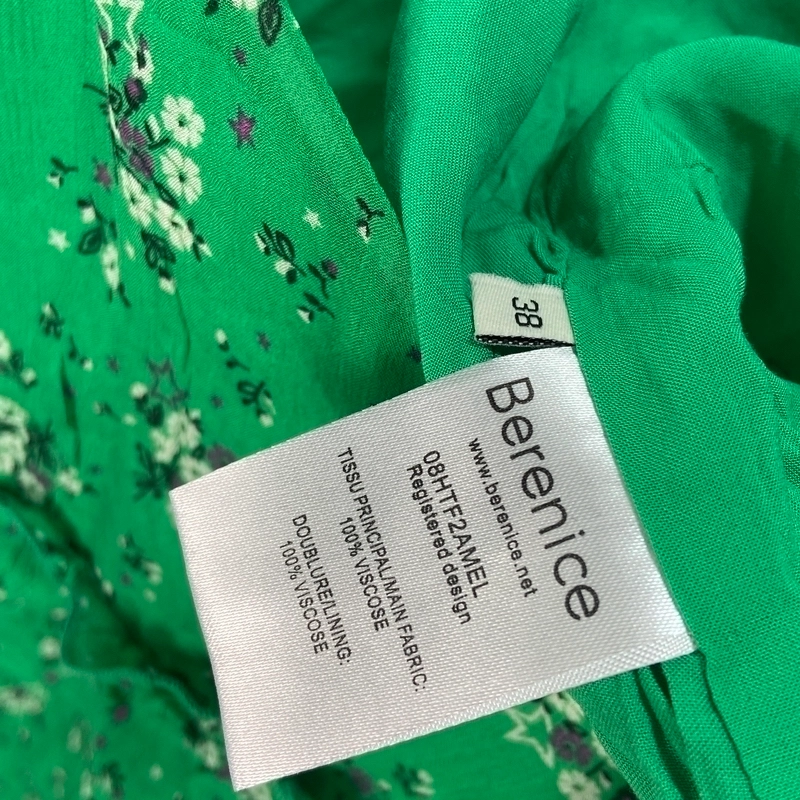 38
Berenice
www.berenice.net
08HTF2AMEL
Registered design
TISSU PRINCIPAL/MAIN FABRIC:
100% VISCOSE
DOUBLURE/LINING:
100% VISCOSE